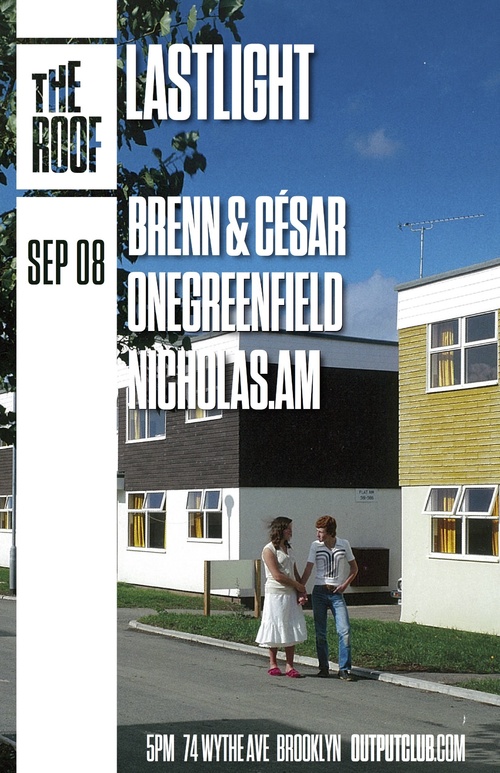 THE
ROOF
SEP 08
LASTLIGHT
BRENN & CÉSAR
ONEGREENFIELD
NICHOLAS.AM
5PM 74 WYTHE AVE BROOKLYN OUTPUTCLUB.COM